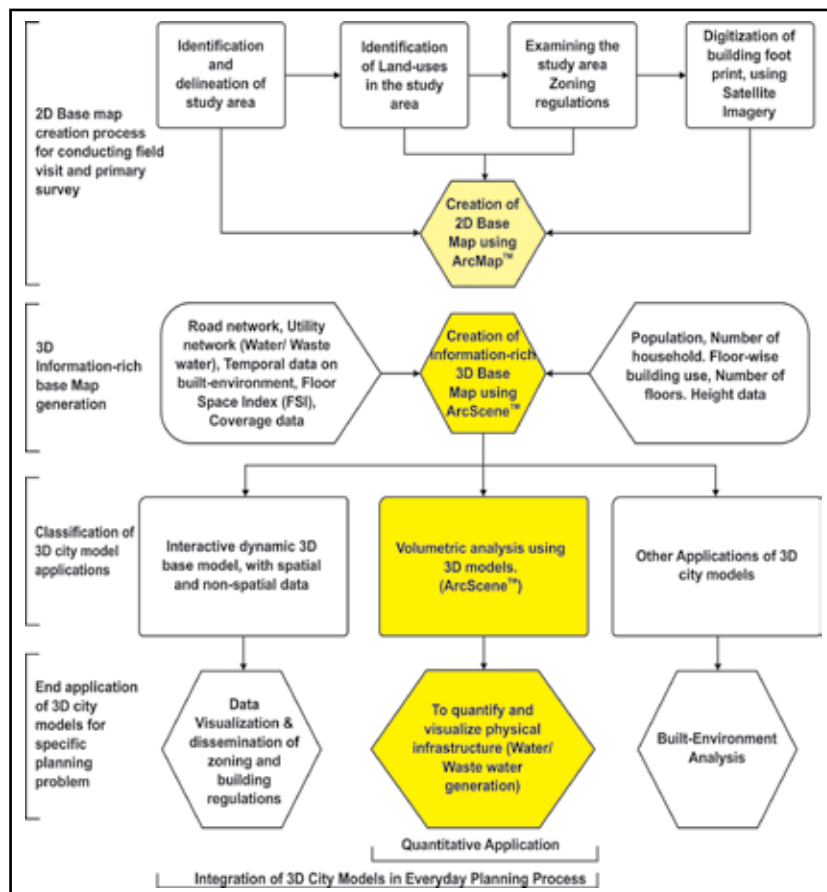 Identification
and
delineation of
study area
Identification
of Land-uses
in the study
area
Examining the
study area
Zoning
regulations
Digitization of
building foot
print, using
Satellite
Imagery
2D Base map
creation process
for conducting field
visit and primary
survey
Creation of
2D Base
Map using
ArcMap™
3D
Information-rich
base Map
generation
Road network, Utility
network (Water/ Waste
water), Temporal data on
built-environment, Floor
Space Index (FSI),
Coverage data
Creation of
information-rich
3D Base
Map using
ArcScene™
Population, Number of
household. Floor-wise
building use, Number of
floors. Height data
Classification of
3D city model
applications
Interactive dynamic 3D
base model, with spatial
and non-spatial data
Volumetric analysis using
3D models.
(ArcScene™)
Other Applications of 3D
city models
End application
of 3D city
models for
specific
planning
problem
Data
Visualization &
dissemination of
zoning and
building
regulations
To quantify and
visualize physical
infrastructure (Water/
Waste water
generation)
Built-Environment
Analysis
Quantitative Application
Integration of 3D City Models in Everyday Planning Process